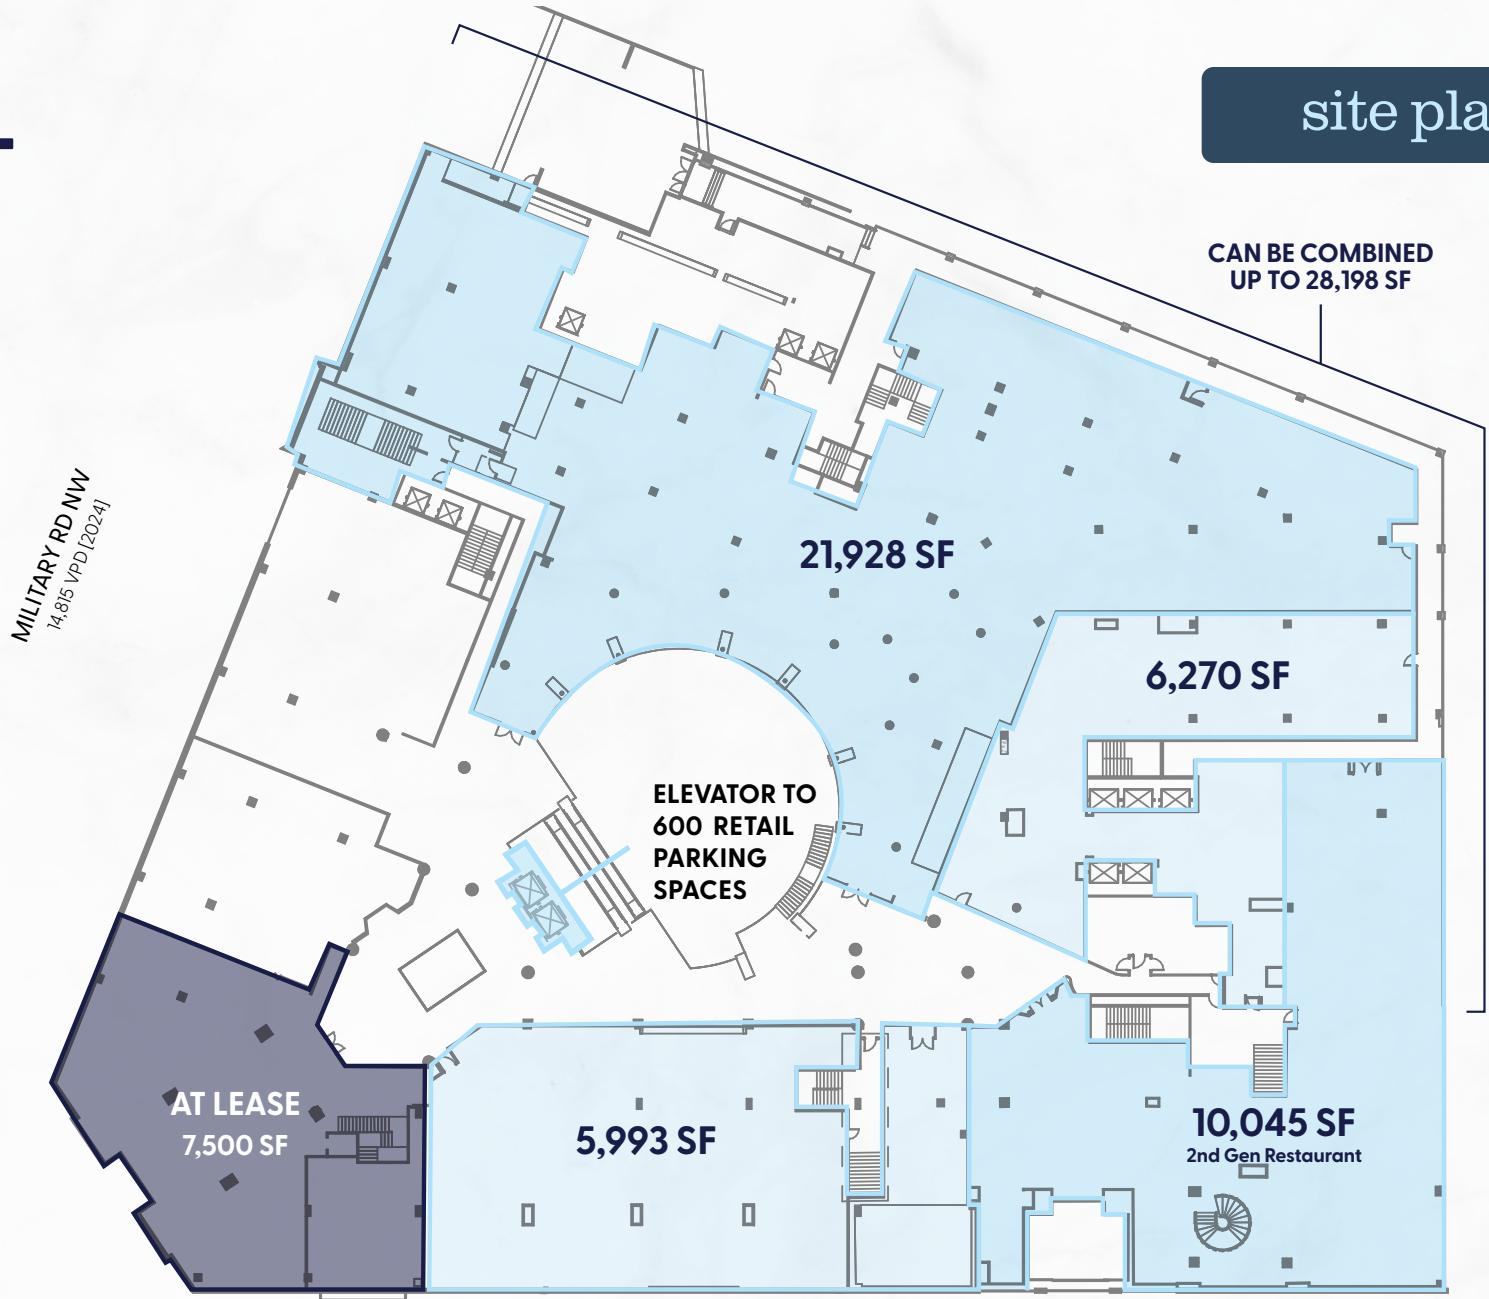 site pla
CAN BE COMBINED
UP TO 28,198 SF
MILITARY RD NW
14,815 VPD [2024]
21,928 SF
6,270 SF
ELEVATOR TO
600 RETAIL
PARKING
SPACES
AT LEASE
7,500 SF
5,993 SF
10,045 SF
2nd Gen Restaurant